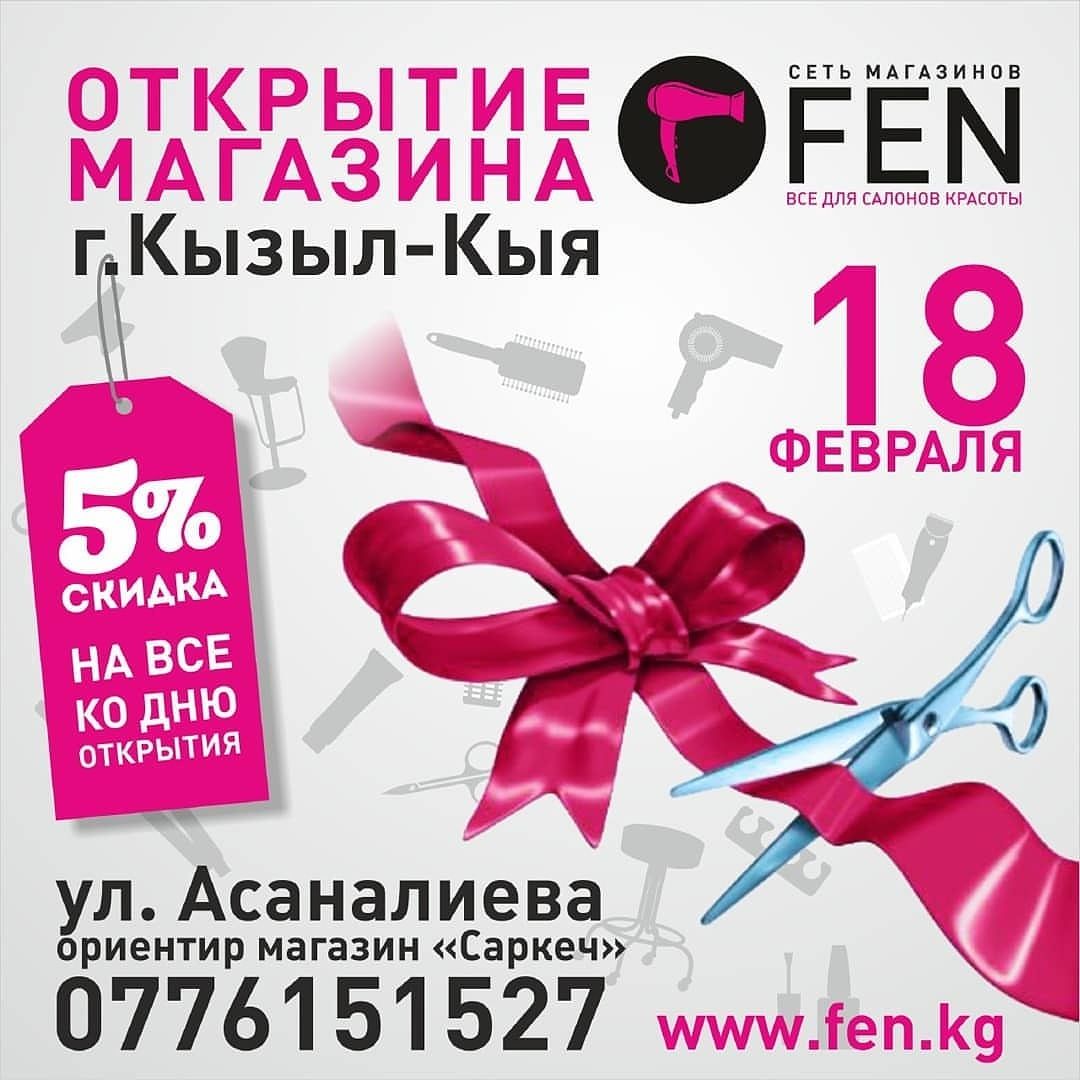 ОТКРЫТИЕ
МАГАЗИНА
г.Кызыл-Кыя
СЕТЬ МАГАЗИНОВ
FEN
ВСЕ ДЛЯ САЛОНОВ КРАСОТЫ
18
ФЕВРАЛЯ
5%
СКИДКА
НА ВСЕ
КО ДНЮ
ОТКРЫТИЯ
ул. Асаналиева
ориентир магазин «Саркеч»
0776151527
www.fen.kg